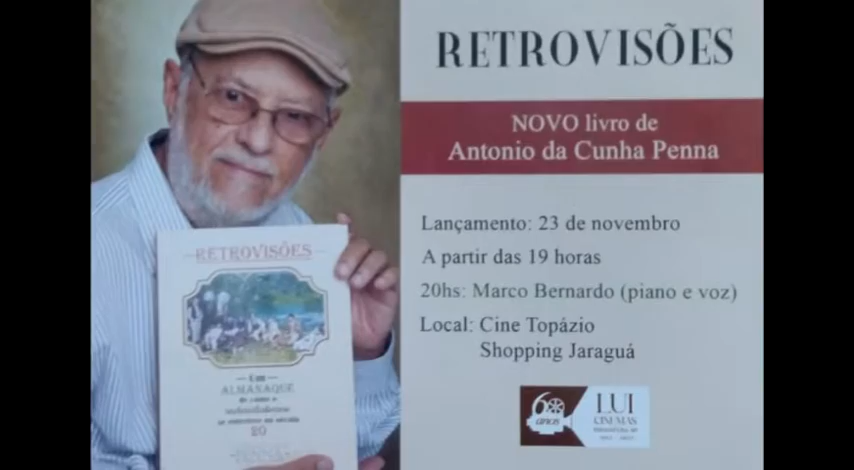 RETROVISÕES
NOVO livro de
Antonio da Cunha Penna
Lançamento: 23 de novembro
A partir das 19 horas
20hs: Marco Bernardo (piano e voz)
Local: Cine Topázio
Shopping Jaraguá
60
anos
LUI
CINEMAS
RETROVISÕES
Um
ALMANAQUE
20